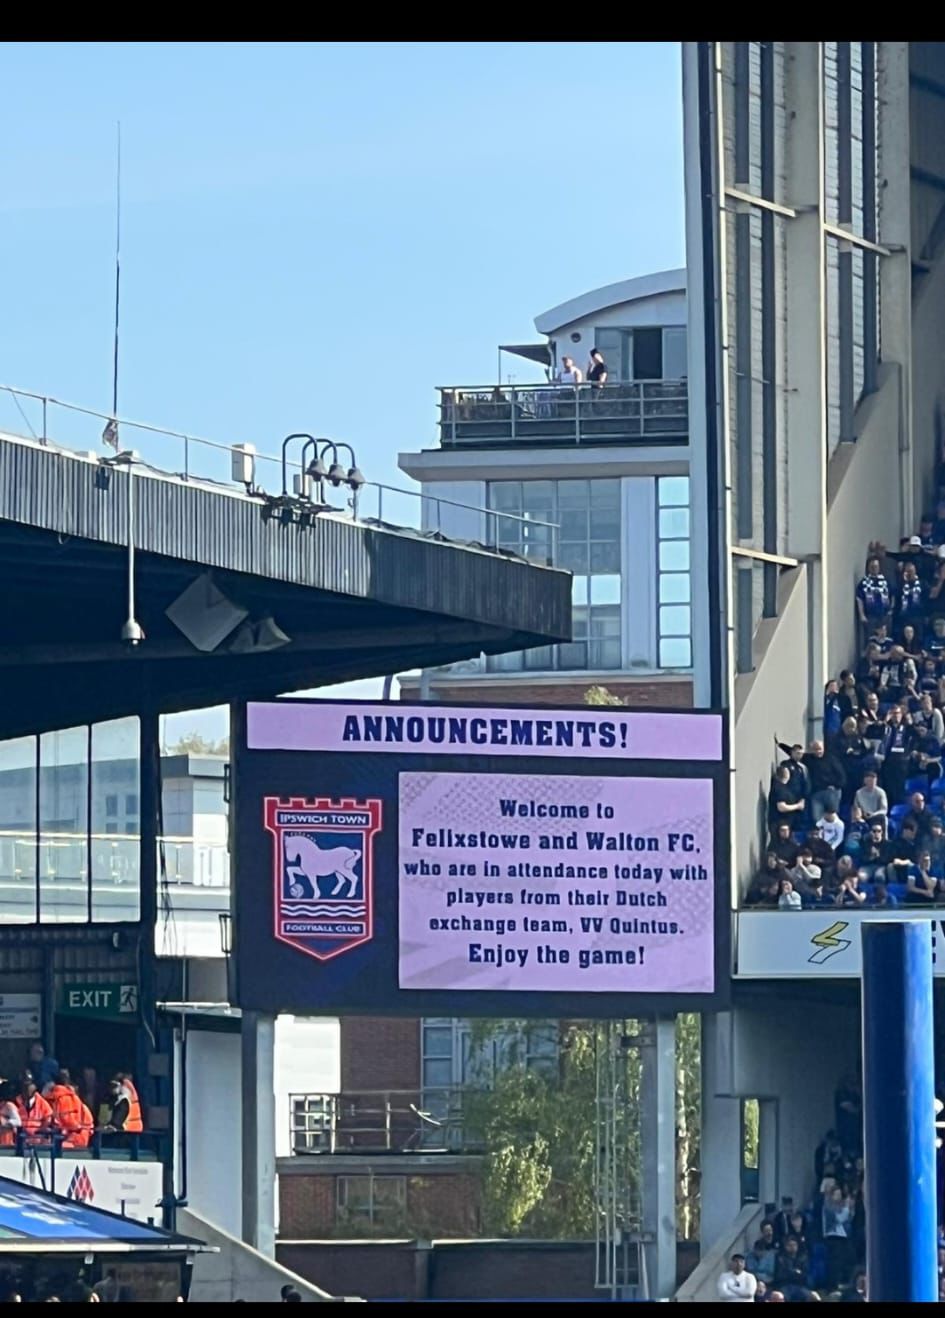 ANNOUNCEMENTS!
IPSWICH TOWN
FOOTBALL CLUB
Welcome to
Felixstowe and Walton FC,
who are in attendance today with
players from their Dutch
exchange team, VV Quintus.
Enjoy the game!
EXIT